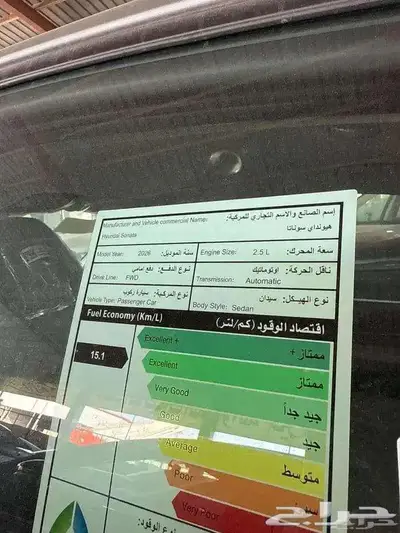 إسم الصانع والاسم التجاري للمركبة:
Manufacturer and Vehicle commercial Name:
هيونداي سوناتا
Hyundai Sonata
Model Year: 2026 سنة الموديل:
Engine Size: 2.5 L سعة المحرك:
Drive Line: FWD نوع الدفع: دفع أمامي
Transmission: Automatic ناقل الحركة: اوتوماتيك
Vehicle Type: Passenger Car نوع المركبة: سيارة ركوب
Body Style: Sedan نوع الهيكل: سيدان
Fuel Economy (Km/L) اقتصاد الوقود (كم/لتر)
15.1
Excellent + ممتاز +
Excellent ممتاز
Very Good جيد جداً
Good جيد
Average متوسط
Poor
Very Poor
نوع الوقود:
حراج